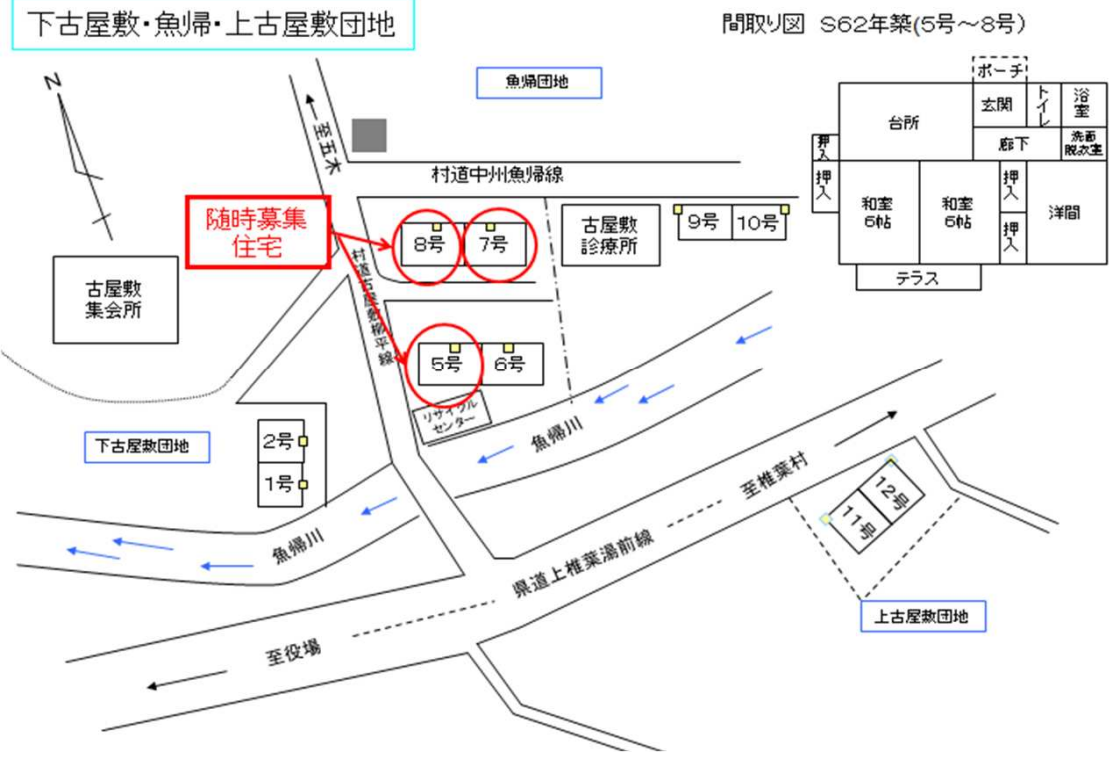 下古屋敷・魚帰・上古屋敷団地
間取り図 S62年築(5号～8号)
N
魚帰団地
←至五木
村道中州魚帰線
随時募集
住宅
8号
7号
古屋敷
診療所
9号
10号
ポーチ
台所
玄関
トイレ
浴室
廊下
洗面
脱衣室
押入
押入
和室
6帖
和室
6帖
押入
押入
洋間
テラス
古屋敷
集会所
村道古屋敷柳平線
5号
6号
リサイクル
センター
魚帰川
下古屋敷団地
2号
1号
魚帰川
至椎葉村
県道上椎葉湯前線
至役場
12号
11号
上古屋敷団地